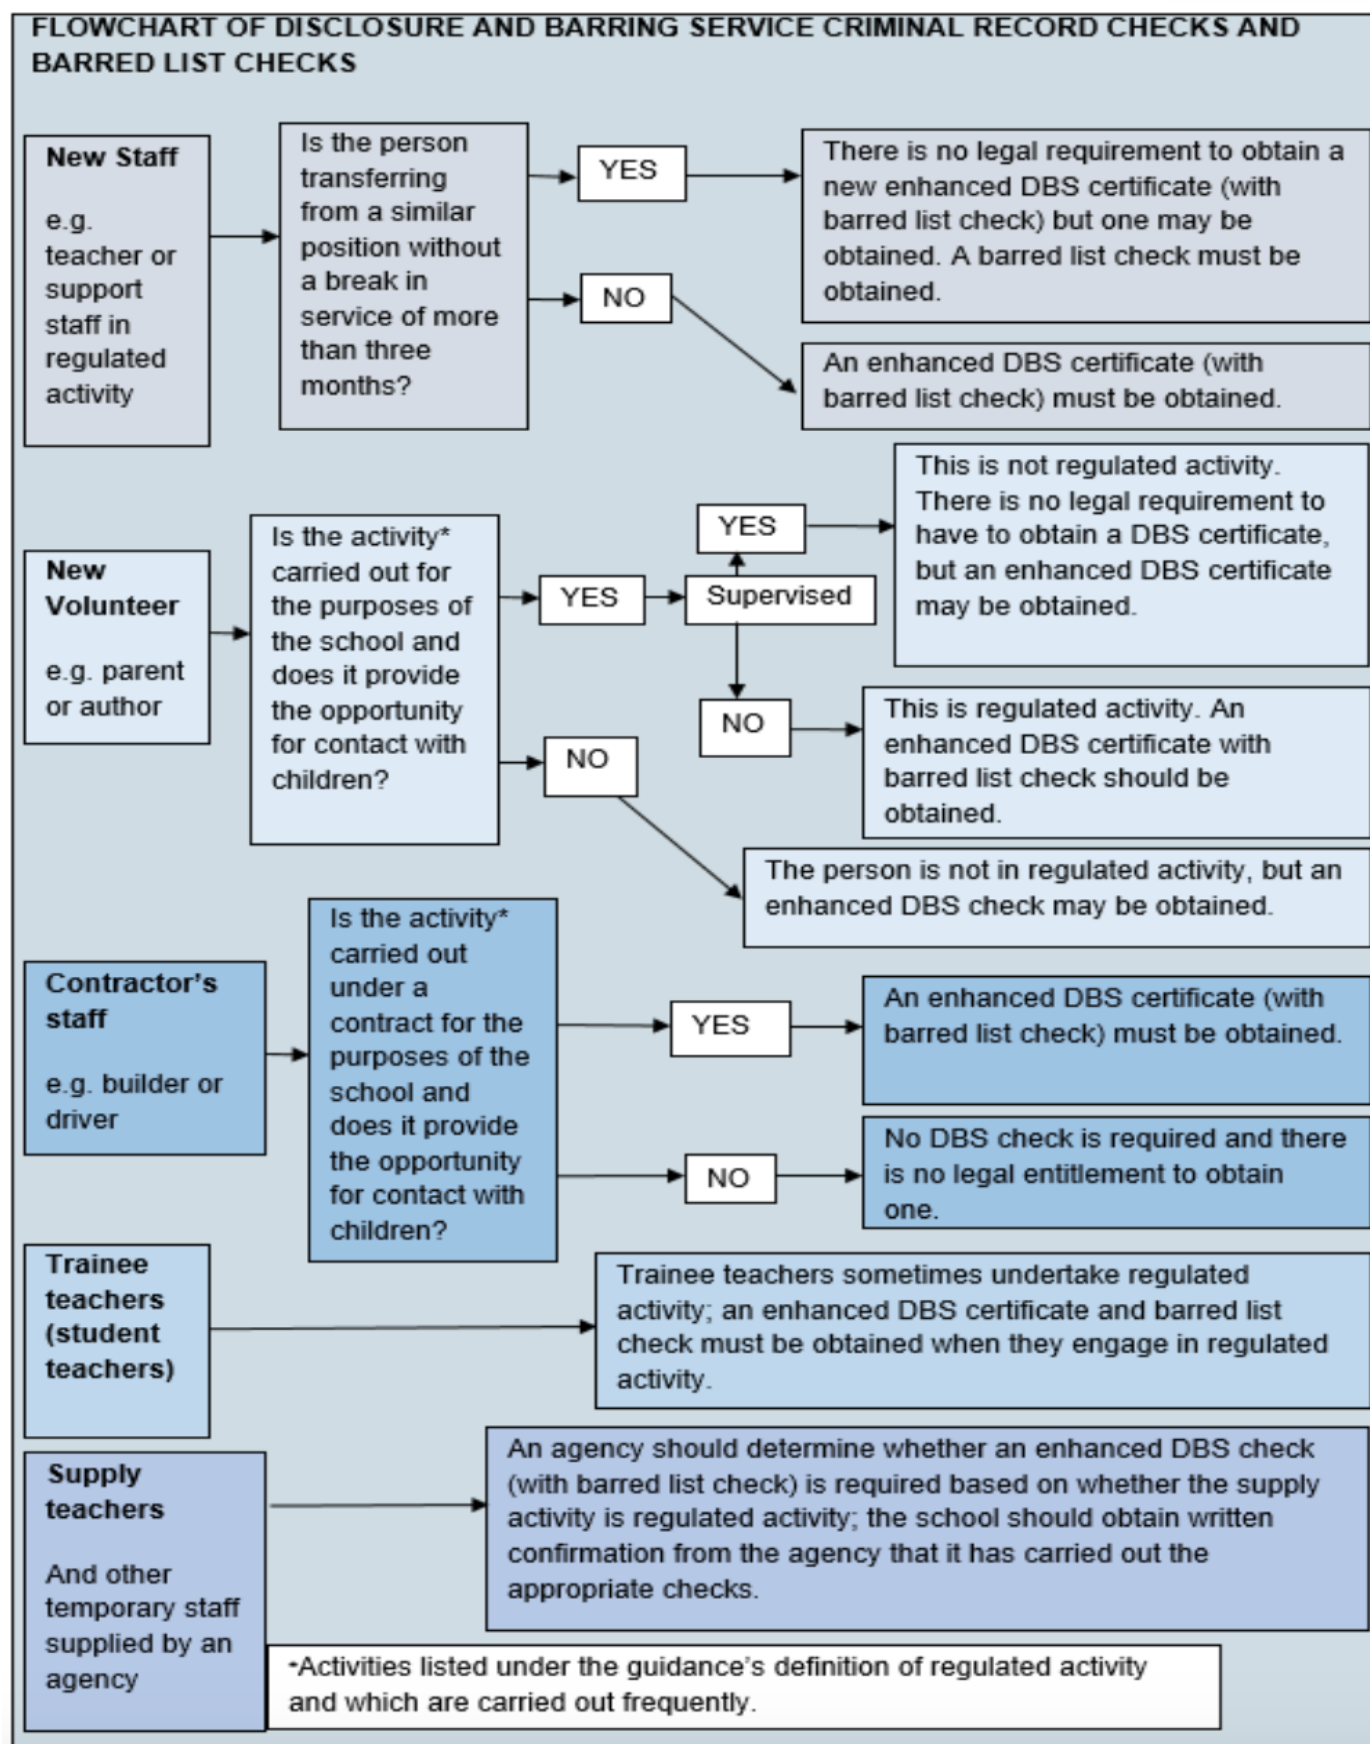 FLOWCHART OF DISCLOSURE AND BARRING SERVICE CRIMINAL RECORD CHECKS AND
BARRED LIST CHECKS
New Staff
e.g.
teacher or
support
staff in
regulated
activity
Is the person
transferring
from a similar
position without
a break in
service of more
than three
months?
YES
There is no legal requirement to obtain a
new enhanced DBS certificate (with
barred list check) but one may be
obtained. A barred list check must be
obtained.
NO
An enhanced DBS certificate (with
barred list check) must be obtained.
New
Volunteer
e.g. parent
or author
Is the activity*
carried out for
the purposes of
the school and
does it provide
the opportunity
for contact with
children?
YES
Supervised
YES
This is not regulated activity.
There is no legal requirement to
have to obtain a DBS certificate,
but an enhanced DBS certificate
may be obtained.
NO
This is regulated activity. An
enhanced DBS certificate with
barred list check should be
obtained.
NO
The person is not in regulated activity, but an
enhanced DBS check may be obtained.
Contractor's
staff
e.g. builder or
driver
Is the activity*
carried out
under a
contract for the
purposes of the
school and
does it provide
the opportunity
for contact with
children?
YES
An enhanced DBS certificate (with
barred list check) must be obtained.
NO
No DBS check is required and there
is no legal entitlement to obtain
one.
Trainee
teachers
(student
teachers)
Trainee teachers sometimes undertake regulated
activity; an enhanced DBS certificate and barred list
check must be obtained when they engage in regulated
activity.
Supply
teachers
And other
temporary staff
supplied by an
agency
An agency should determine whether an enhanced DBS check
(with barred list check) is required based on whether the supply
activity is regulated activity; the school should obtain written
confirmation from the agency that it has carried out the
appropriate checks.
*Activities listed under the guidance's definition of regulated activity
and which are carried out frequently.